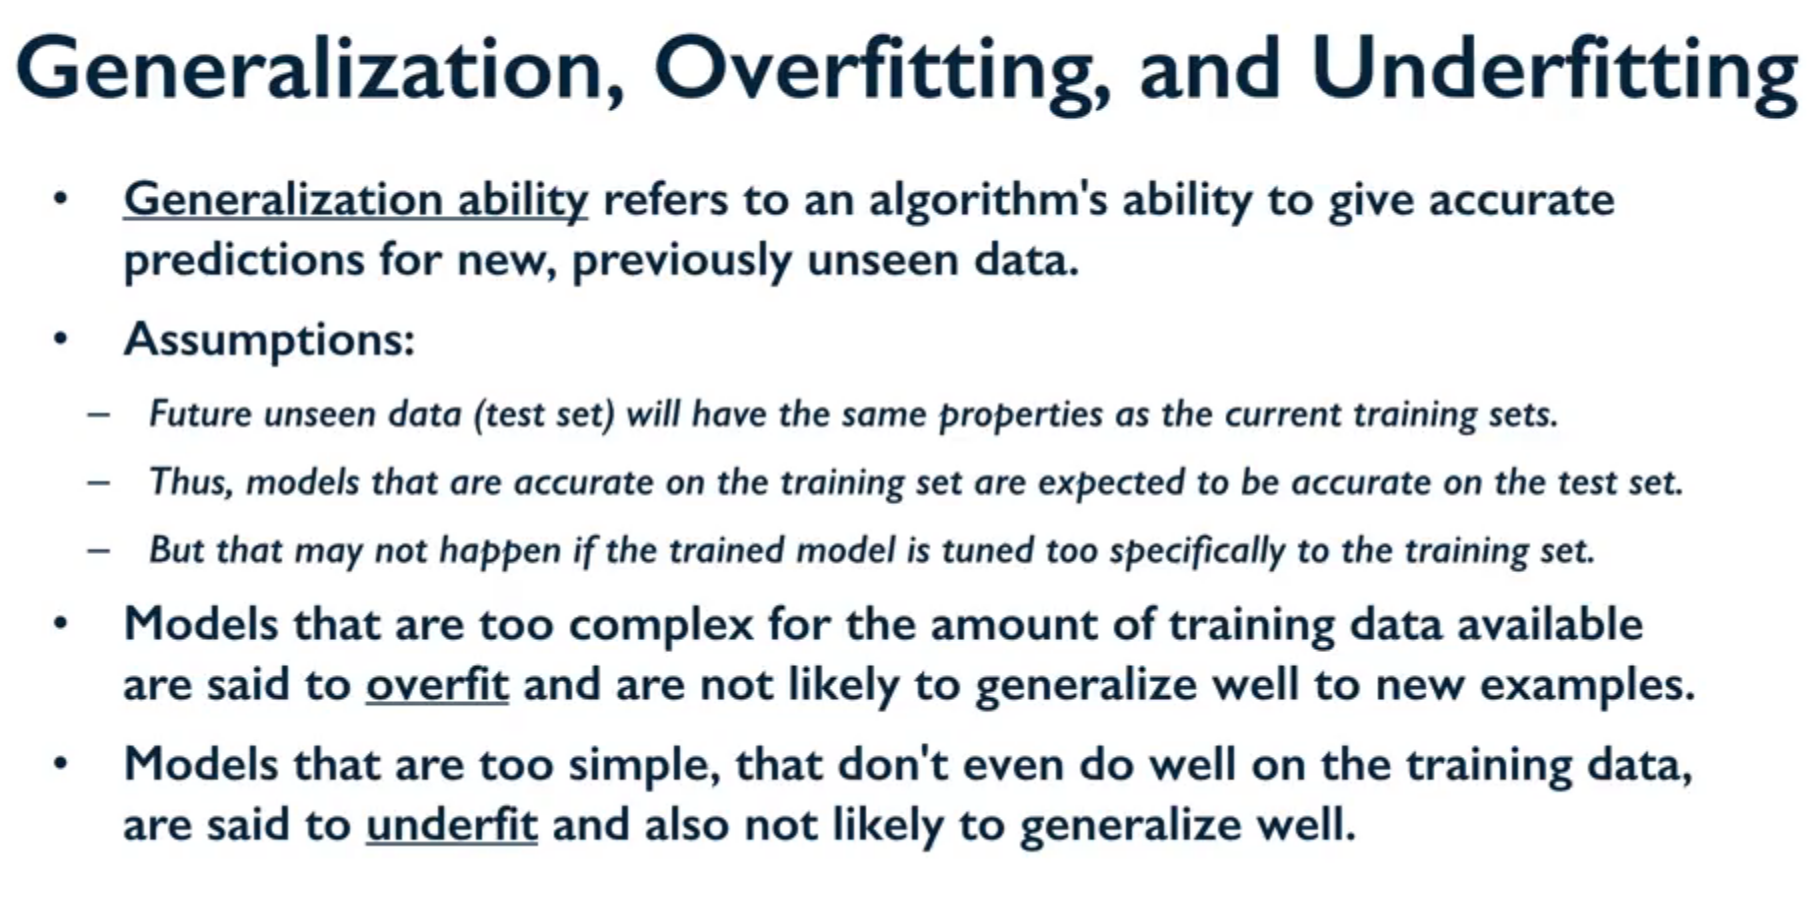 Generalization, Overfitting, and Underfitting
• Generalization ability refers to an algorithm's ability to give accurate
predictions for new, previously unseen data.
• Assumptions:
– Future unseen data (test set) will have the same properties as the current training sets.
– Thus, models that are accurate on the training set are expected to be accurate on the test set.
– But that may not happen if the trained model is tuned too specifically to the training set.
• Models that are too complex for the amount of training data available
are said to overfit and are not likely to generalize well to new examples.
• Models that are too simple, that don't even do well on the training data,
are said to underfit and also not likely to generalize well.